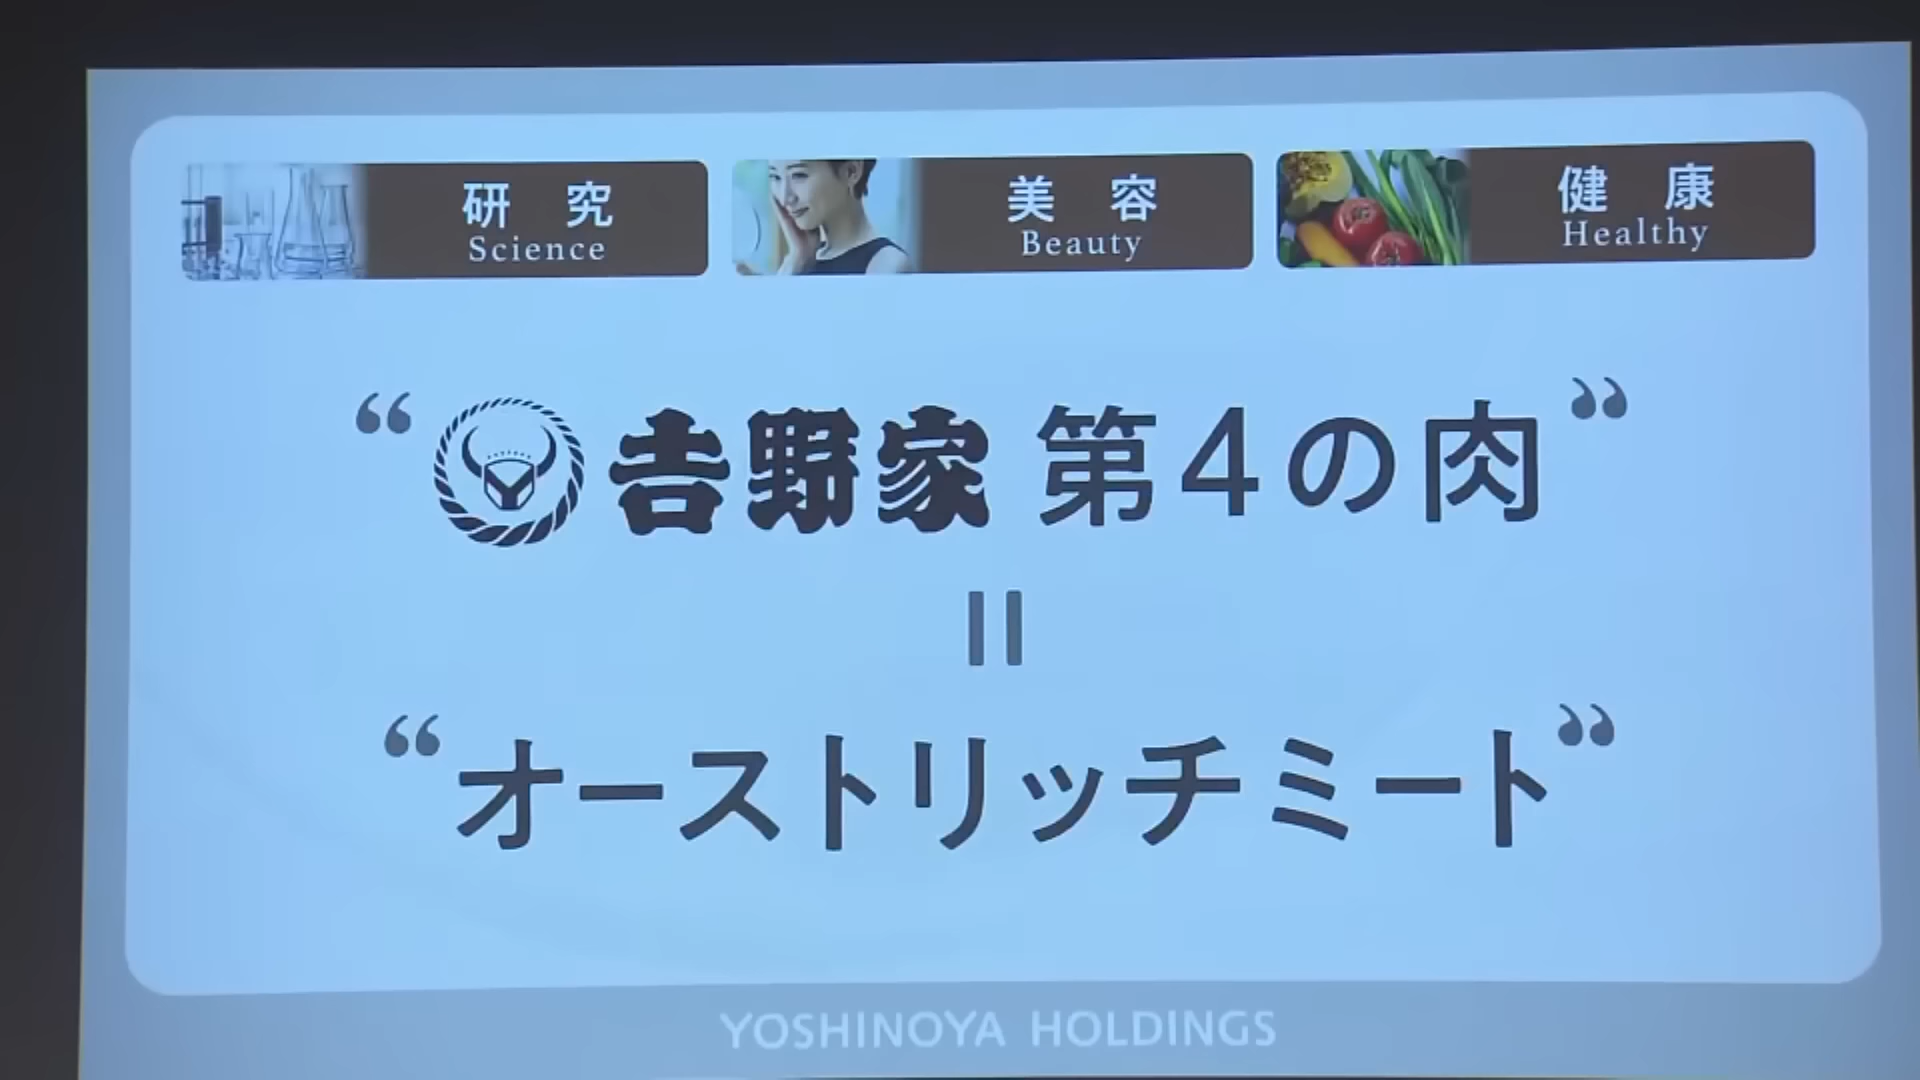 研究
Science
美容
Beauty
健康
Healthy
“吉野家 第4の肉”
=
“オーストリッチミート”
YOSHINOYA HOLDINGS